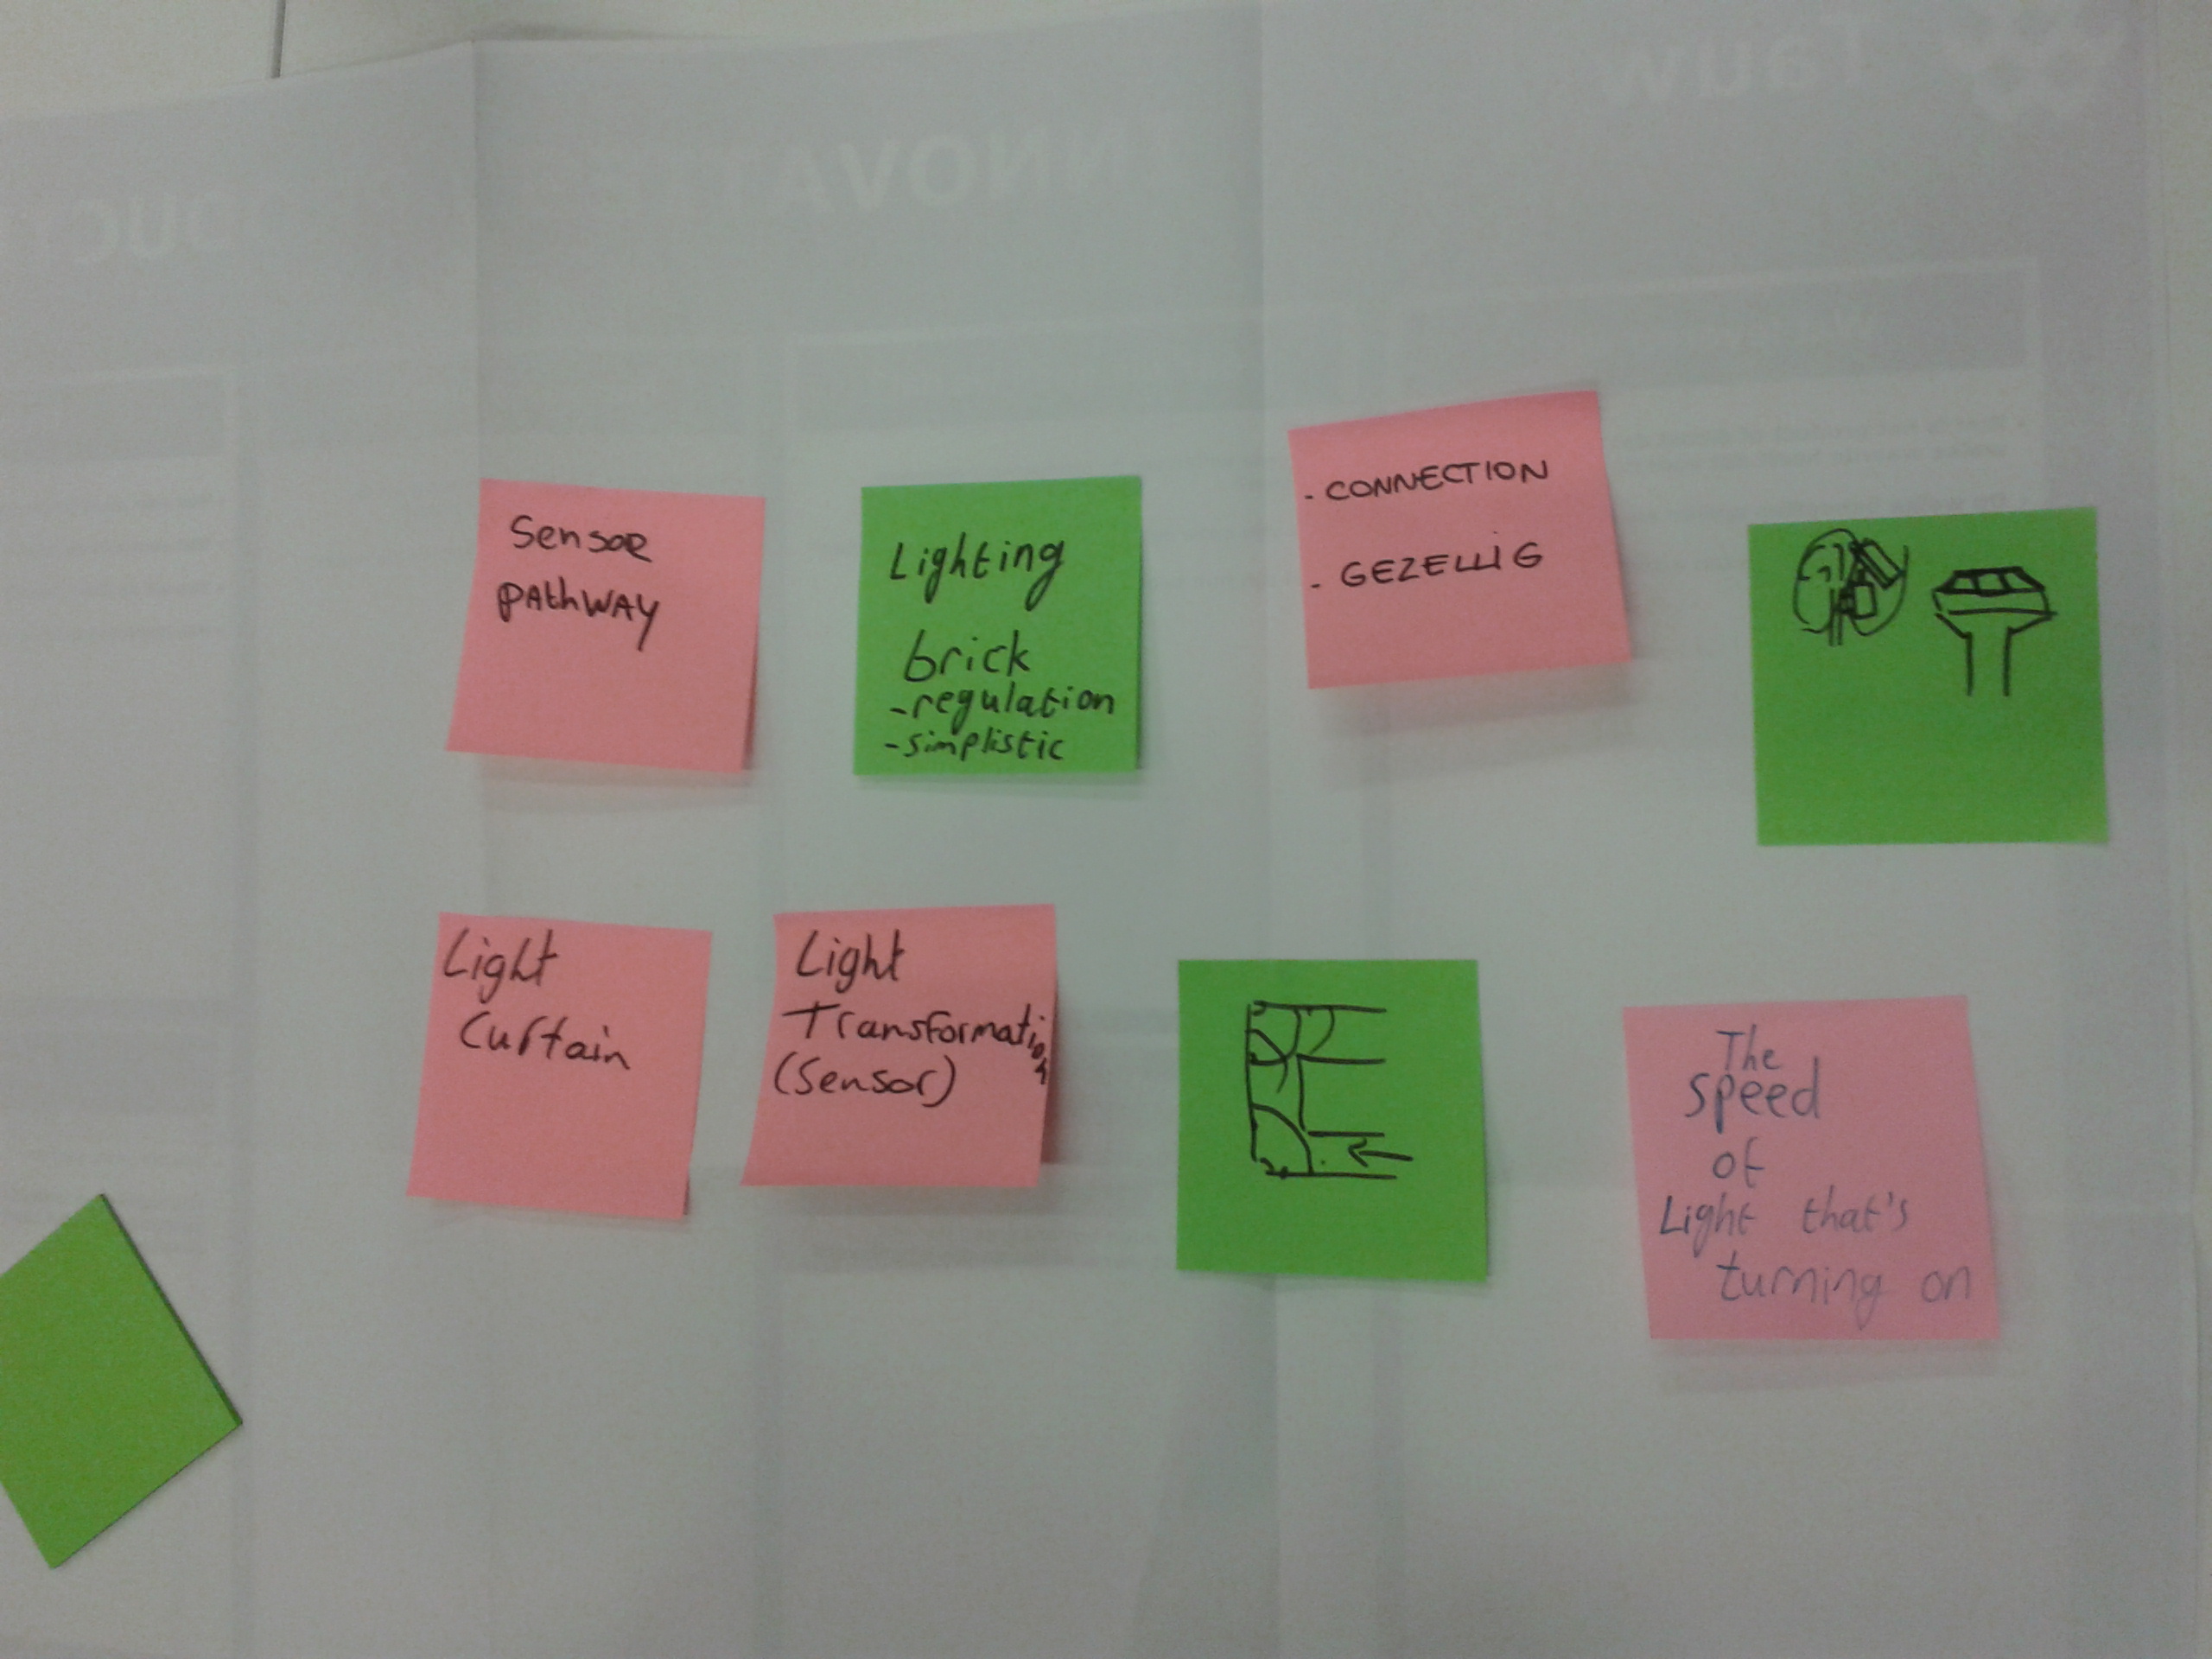 Sensor
pathway
Lighting
brick
-regulation
-simplistic
- CONNECTION
- GEZELLiG
Light
Curtain
Light
Transformation
(Sensor)
The
Speed
of
Light that's
turning on